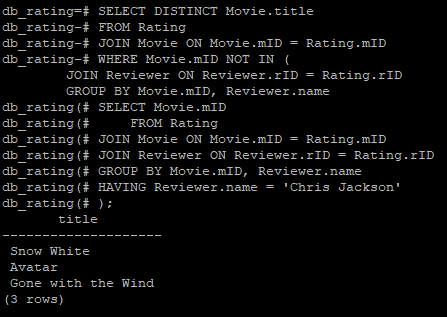 db_rating=# SELECT DISTINCT Movie.title
db_rating-# FROM Rating
db_rating-# JOIN Movie ON Movie.mID = Rating.mID
db_rating-# WHERE Movie.mID NOT IN (
        JOIN Reviewer ON Reviewer.rID = Rating.rID
        GROUP BY Movie.mID, Reviewer.name
db_rating(# SELECT Movie.mID
db_rating(#     FROM Rating
db_rating(# JOIN Movie ON Movie.mID = Rating.mID
db_rating(# JOIN Reviewer ON Reviewer.rID = Rating.rID
db_rating(# GROUP BY Movie.mID, Reviewer.name
db_rating(# HAVING Reviewer.name = 'Chris Jackson'
db_rating(# );
       title
--------------------
 Snow White
 Avatar
 Gone with the Wind
(3 rows)